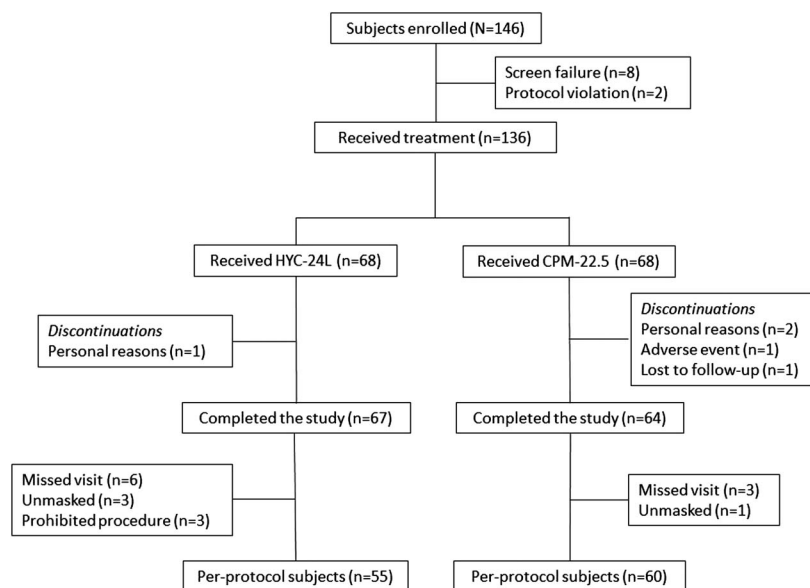 Subjects enrolled (N=146)
Screen failure (n=8)
Protocol violation (n=2)
Received treatment (n=136)
Received HYC-24L (n=68)
Received CPM-22.5 (n=68)
Discontinuations
Personal reasons (n=1)
Discontinuations
Personal reasons (n=2)
Adverse event (n=1)
Lost to follow-up (n=1)
Completed the study (n=67)
Completed the study (n=64)
Missed visit (n=6)
Unmasked (n=3)
Prohibited procedure (n=3)
Missed visit (n=3)
Unmasked (n=1)
Per-protocol subjects (n=55)
Per-protocol subjects (n=60)